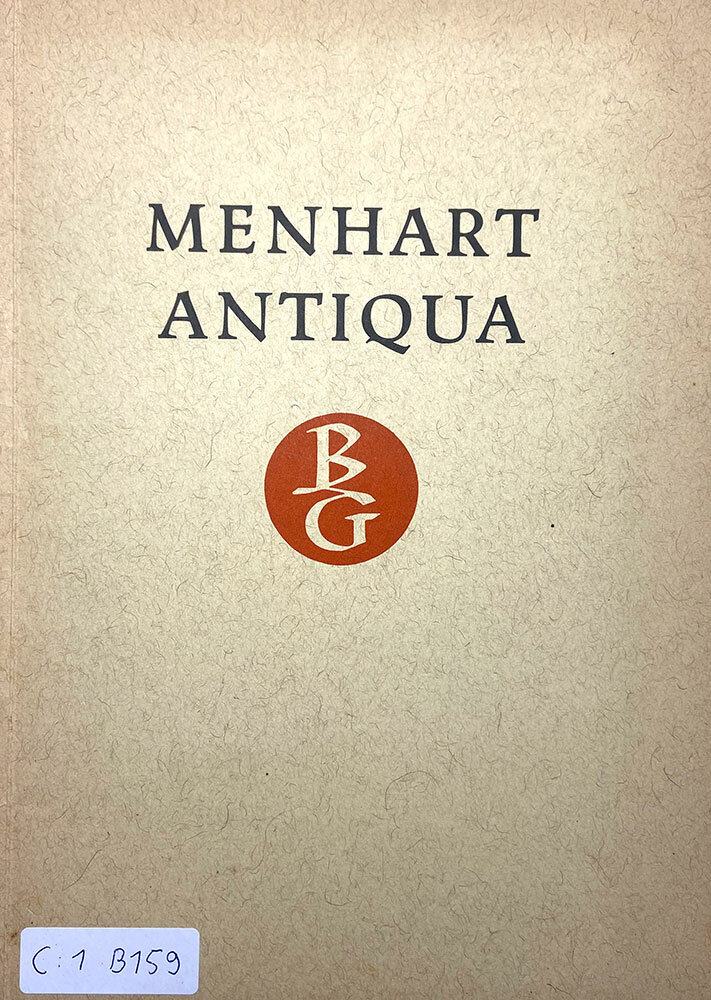 MENHART
ANTIQUA
B
G
C:1 B159